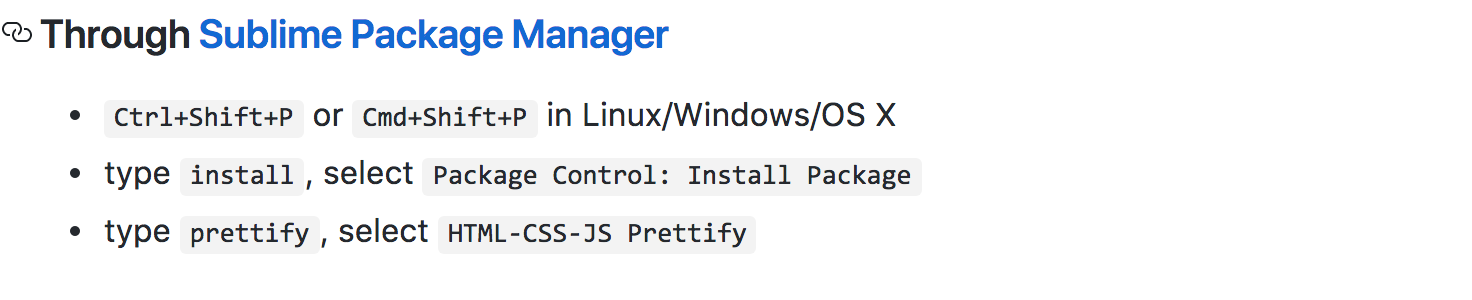 Through Sublime Package Manager
• Ctrl+Shift+P or Cmd+Shift+P in Linux/Windows/OS X
• type install, select Package Control: Install Package
• type prettify, select HTML-CSS-JS Prettify